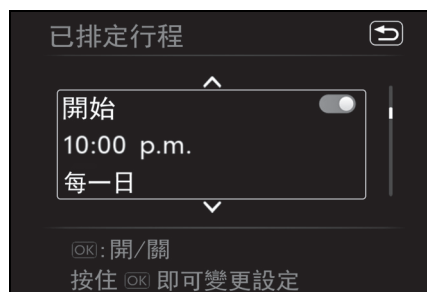 已排定行程
開始
10:00 p.m.
每一日
OK:開/關
按住 OK 即可變更設定